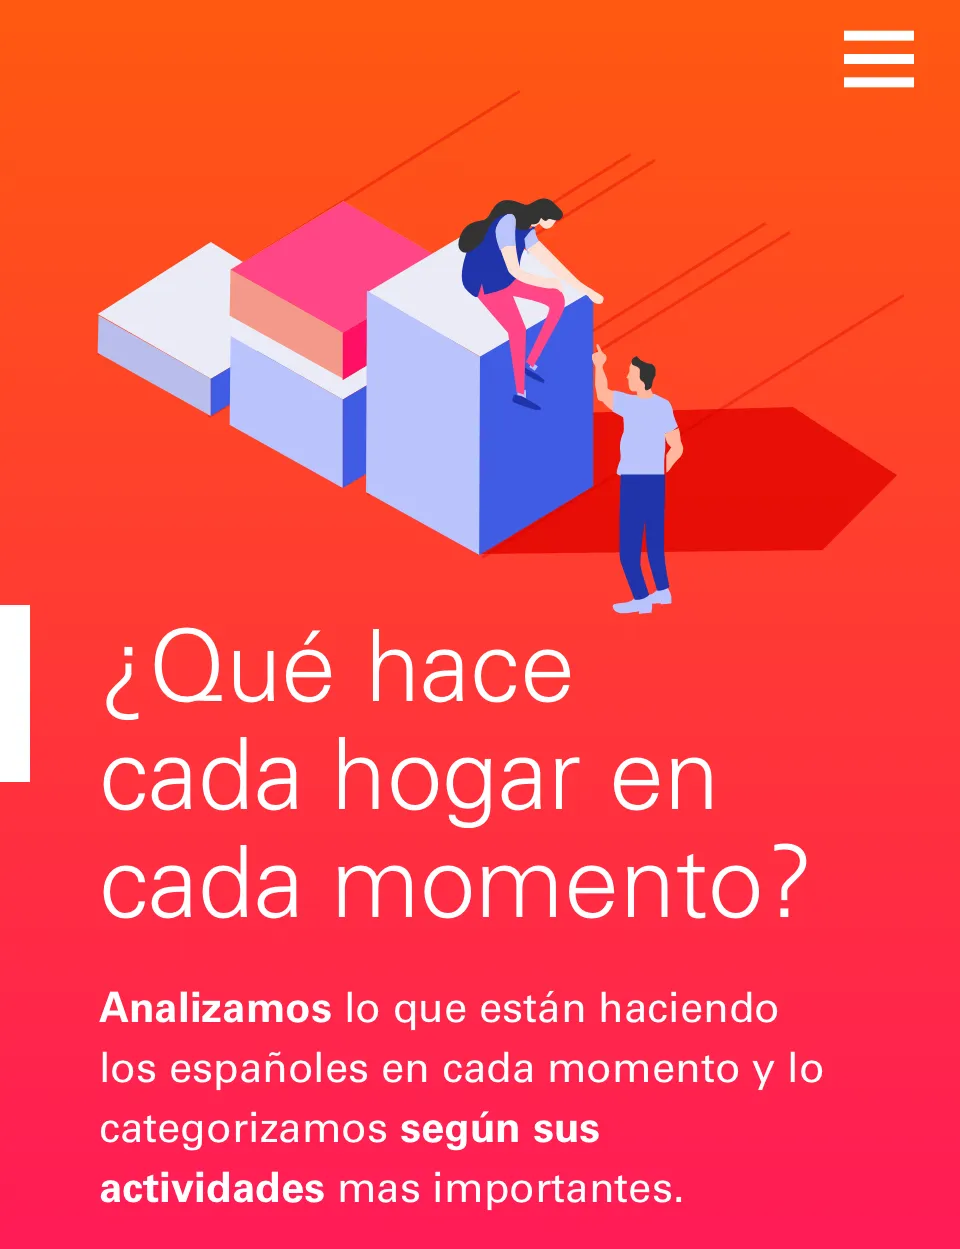 ¿Qué hace
cada hogar en
cada momento?
Analizamos lo que están haciendo
los españoles en cada momento y lo
categorizamos según sus
actividades mas importantes.